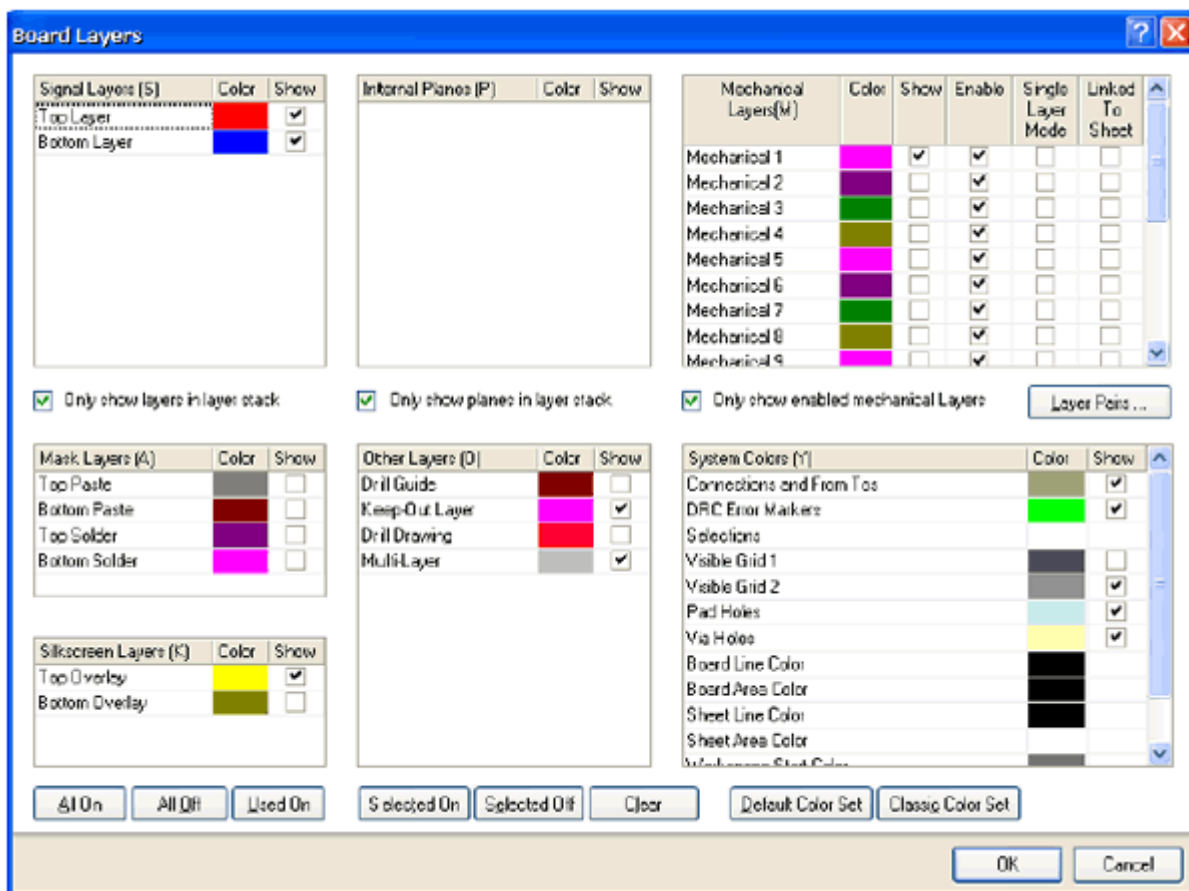 Board Layers
Signal Layers (S) Color Show
Top Layer
Bottom Layer
Internal Planes (P) Color Show
Mechanical Layers(M) Color Show Enable Single Layer Mode Linked To Sheet
Mechanical 1
Mechanical 2
Mechanical 3
Mechanical 4
Mechanical 5
Mechanical 6
Mechanical 7
Mechanical 8
Mechanical 9
Only show layers in layer stack
Only show planes in layer stack
Only show enabled mechanical Layers
Layer Pairs ...
Mask Layers (A) Color Show
Top Paste
Bottom Paste
Top Solder
Bottom Solder
Silkscreen Layers (K) Color Show
Top Overlay
Bottom Overlay
Other Layers (O) Color Show
Drill Guide
Keep-Out Layer
Drill Drawing
Multi-Layer
System Colors (Y) Color Show
Connections and From Tos
DRC Error Markers
Selections
Visible Grid 1
Visible Grid 2
Pad Holes
Via Holes
Board Line Color
Board Area Color
Sheet Line Color
Sheet Area Color
Workspace Start Color
All On All Off Used On Selected On Selected Off Clear Default Color Set Classic Color Set
OK Cancel